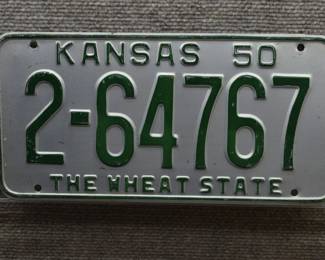 KANSAS 50
2-64767
THE WHEAT STATE